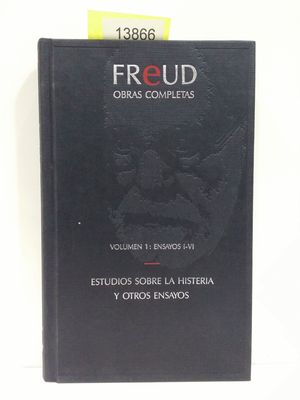 13866
FReUD
OBRAS COMPLETAS
VOLUMEN 1: ENSAYOS I-VI
ESTUDIOS SOBRE LA HISTERIA
Y OTROS ENSAYOS